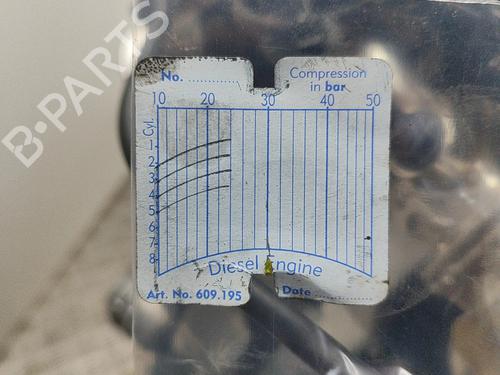 B-PARTS
No. ..............
Compression
in bar
10 20 30 40 50
Cyl.
1
2
3
4
5
6
7
8
Diesel Engine
Art. No. 609.195
Date ..............